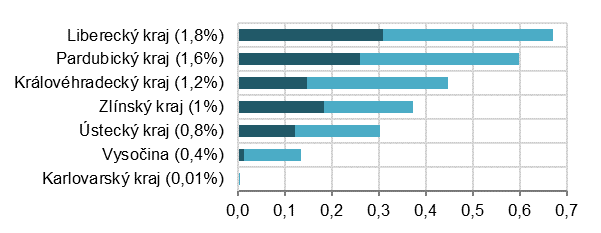 Liberecký kraj (1,8%)
Pardubický kraj (1,6%)
Královéhradecký kraj (1,2%)
Zlínský kraj (1%)
Ústecký kraj (0,8%)
Vysočina (0,4%)
Karlovarský kraj (0,01%)
0,0 0,1 0,2 0,3 0,4 0,5 0,6 0,7